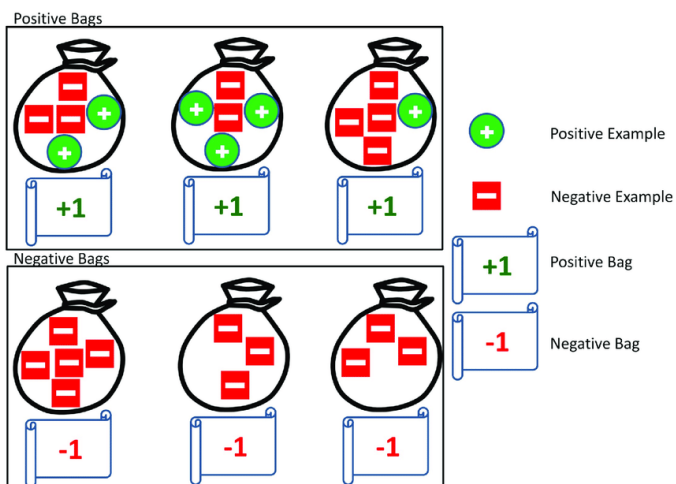 Positive Bags
+1 +1 +1
Negative Bags
-1 -1 -1
Positive Example
Negative Example
+1 Positive Bag
-1 Negative Bag